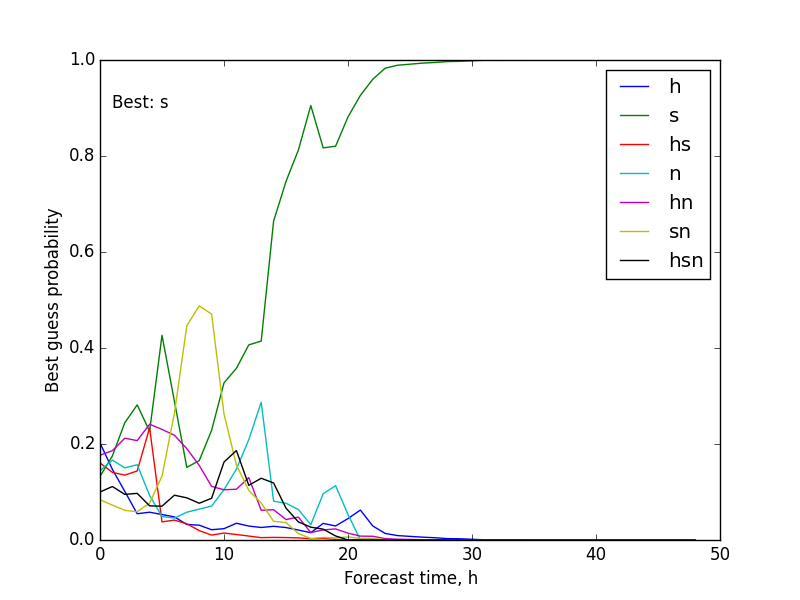 1.0
0.8
0.6
0.4
0.2
0.0
Best guess probability
Best: s
h
s
hs
n
hn
sn
hsn
0 10 20 30 40 50
Forecast time, h